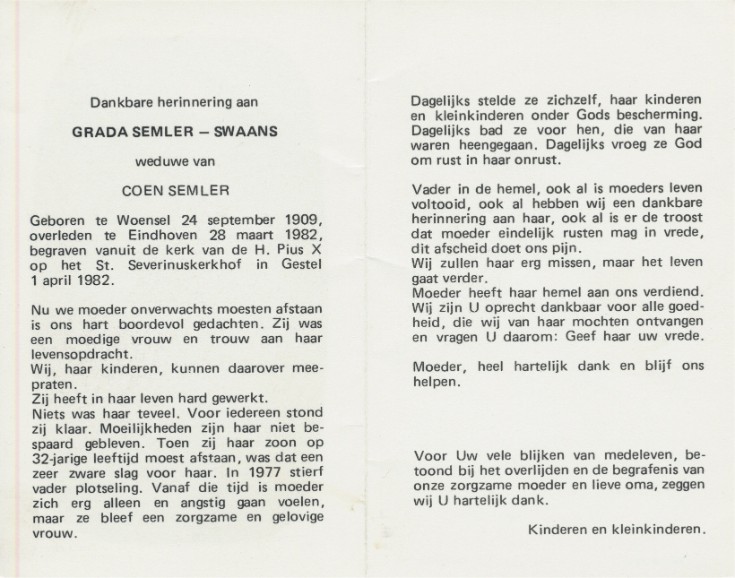 Dankbare herinnering aan
GRADA SEMLER – SWAANS
weduwe van
COEN SEMLER
Geboren te Woensel 24 september 1909,
overleden te Eindhoven 28 maart 1982,
begraven vanuit de kerk van de H. Pius X
op het St. Severinuskerkhof in Gestel
1 april 1982.
Nu we moeder onverwachts moesten afstaan
is ons hart boordevol gedachten. Zij was
een moedige vrouw en trouw aan haar
levensopdracht.
Wij, haar kinderen, kunnen daarover mee-
praten.
Zij heeft in haar leven hard gewerkt.
Niets was haar teveel. Voor iedereen stond
zij klaar. Moeilijkheden zijn haar niet be-
spaard gebleven. Toen zij haar zoon op
32-jarige leeftijd moest afstaan, was dat een
zeer zware slag voor haar. In 1977 stierf
vader plotseling. Vanaf die tijd is moeder
zich erg alleen en angstig gaan voelen,
maar ze bleef een zorgzame en gelovige
vrouw.
Dagelijks stelde ze zichzelf, haar kinderen
en kleinkinderen onder Gods bescherming.
Dagelijks bad ze voor hen, die van haar
waren heengegaan. Dagelijks vroeg ze God
om rust in haar onrust.
Vader in de hemel, ook al is moeders leven
voltooid, ook al hebben wij een dankbare
herinnering aan haar, ook al is er de troost
dat moeder eindelijk rusten mag in vrede,
dit afscheid doet ons pijn.
Wij zullen haar erg missen, maar het leven
gaat verder.
Moeder heeft haar hemel aan ons verdiend.
Wij zijn U oprecht dankbaar voor alle goed-
heid, die wij van haar mochten ontvangen
en vragen U daarom: Geef haar uw vrede.
Moeder, heel hartelijk dank en blijf ons
helpen.
Voor Uw vele blijken van medeleven, be-
toond bij het overlijden en de begrafenis van
onze zorgzame moeder en lieve oma, zeggen
wij U hartelijk dank.
Kinderen en kleinkinderen.